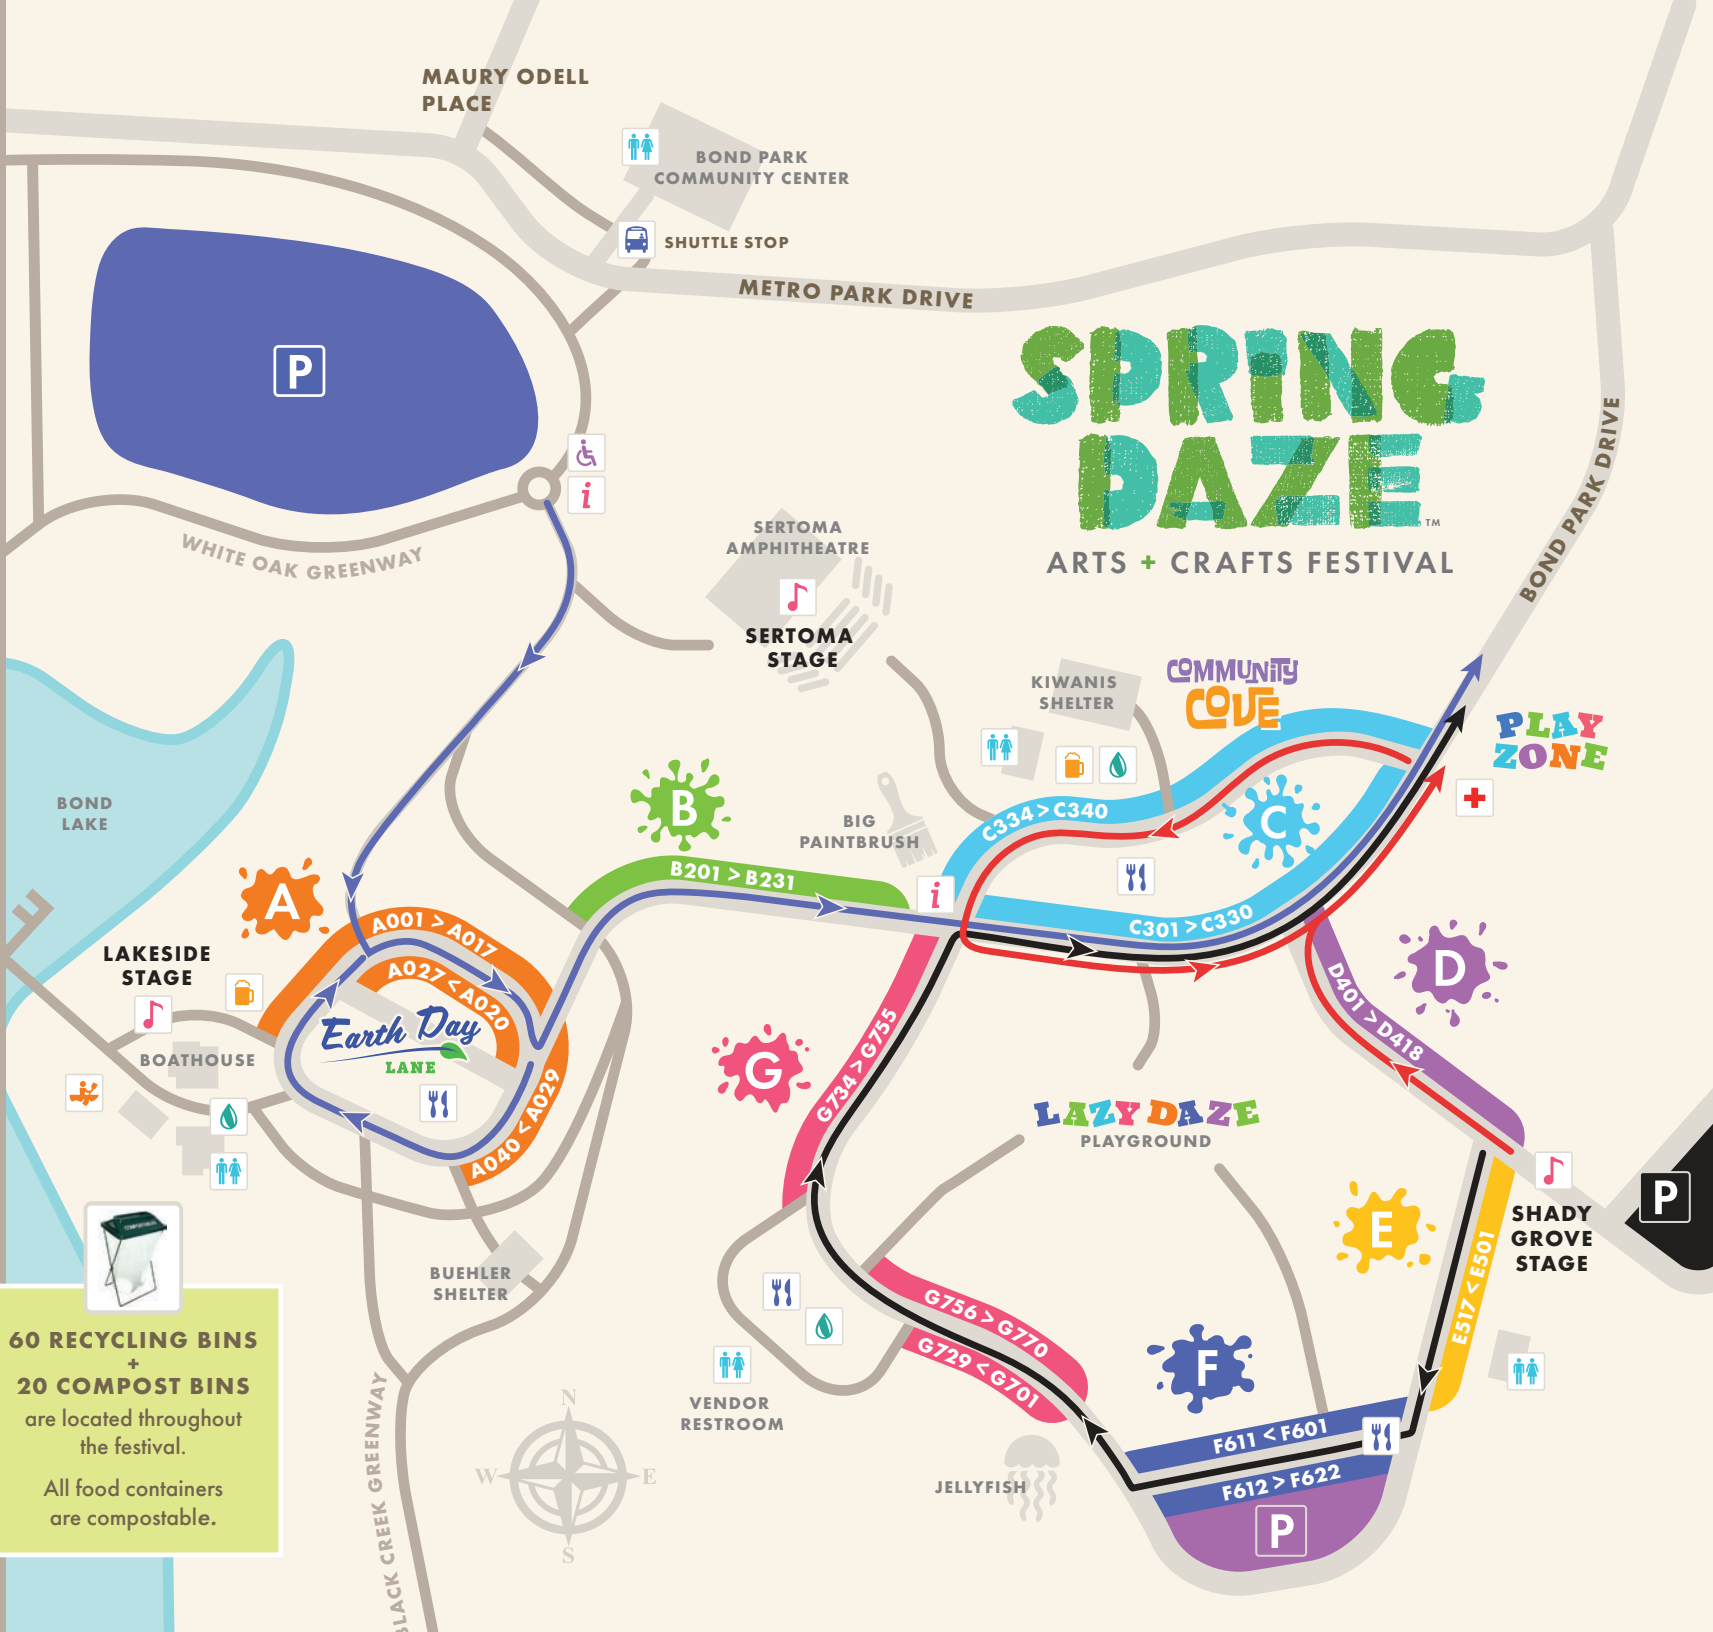 MAURY ODELL
PLACE
BOND PARK
COMMUNITY CENTER
SHUTTLE STOP
METRO PARK DRIVE
P
SPRING
DAZE
TM
ARTS + CRAFTS FESTIVAL
BOND PARK DRIVE
i
WHITE OAK GREENWAY
SERTOMA
AMPHITHEATRE
SERTOMA
STAGE
KIWANIS
SHELTER
COMMUNITY
COVE
PLAY
ZONE
BOND
LAKE
B
BIG
PAINTBRUSH
C334 > C340
C
B201 > B231
i
C301 > C330
A
A001 > A017
LAKESIDE
STAGE
A027 < A020
D
D401 > D418
Earth Day
LANE
BOATHOUSE
G
G734 > G755
A040 < A029
LAZY DAZE
PLAYGROUND
P
SHADY
GROVE
STAGE
E
E517 < E501
BUEHLER
SHELTER
G756 > G770
G729 < G701
F
60 RECYCLING BINS
+
20 COMPOST BINS
are located throughout
the festival.
All food containers
are compostable.
VENDOR
RESTROOM
F611 < F601
F612 > F622
JELLYFISH
P
N
W
E
S
BLACK CREEK GREENWAY